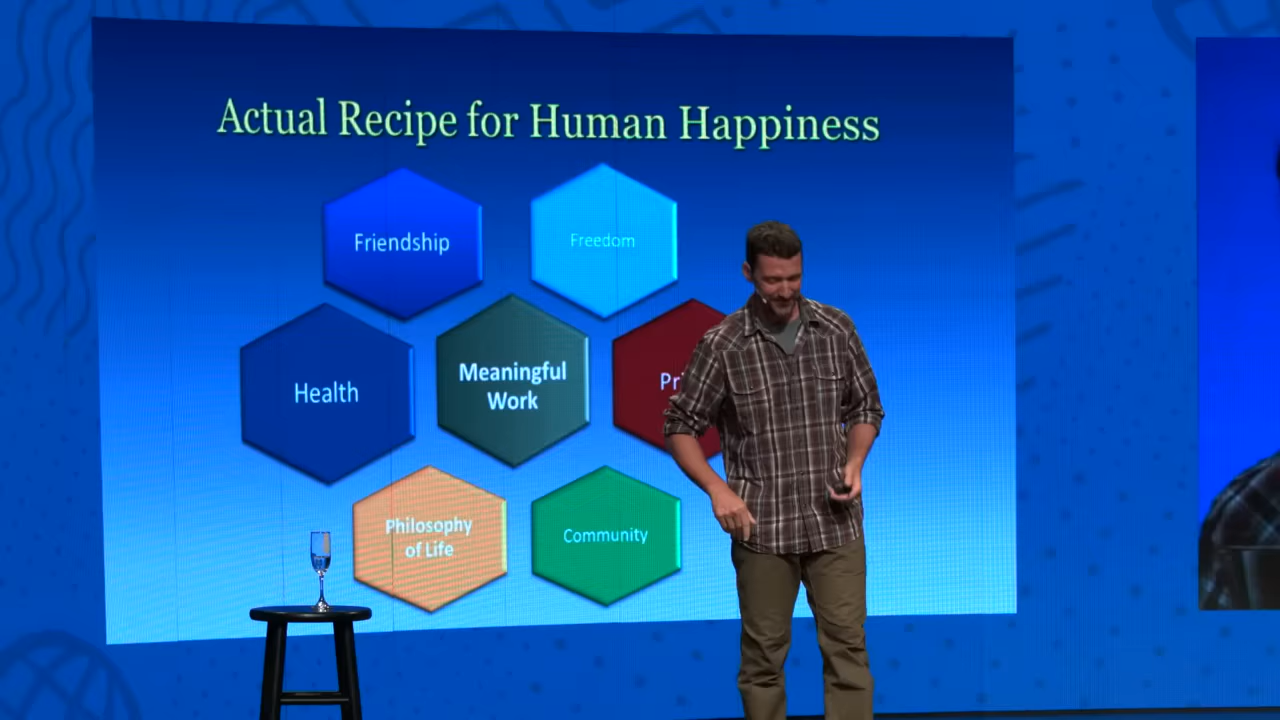 Actual Recipe for Human Happiness
Friendship
Freedom
Health
Meaningful
Work
Philosophy
of Life
Community